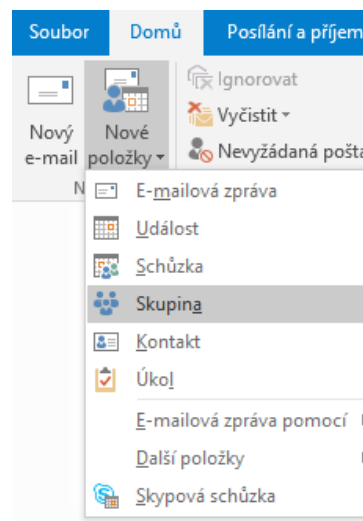 Soubor Domů Posílání a příjem
Nový e-mail
Nové položky
Ignorovat
Vyčistit
Nevyžádaná pošta
N
E-mailová zpráva
Událost
Schůzka
Skupina
Kontakt
Úkol
E-mailová zpráva pomocí
Další položky
Skypová schůzka